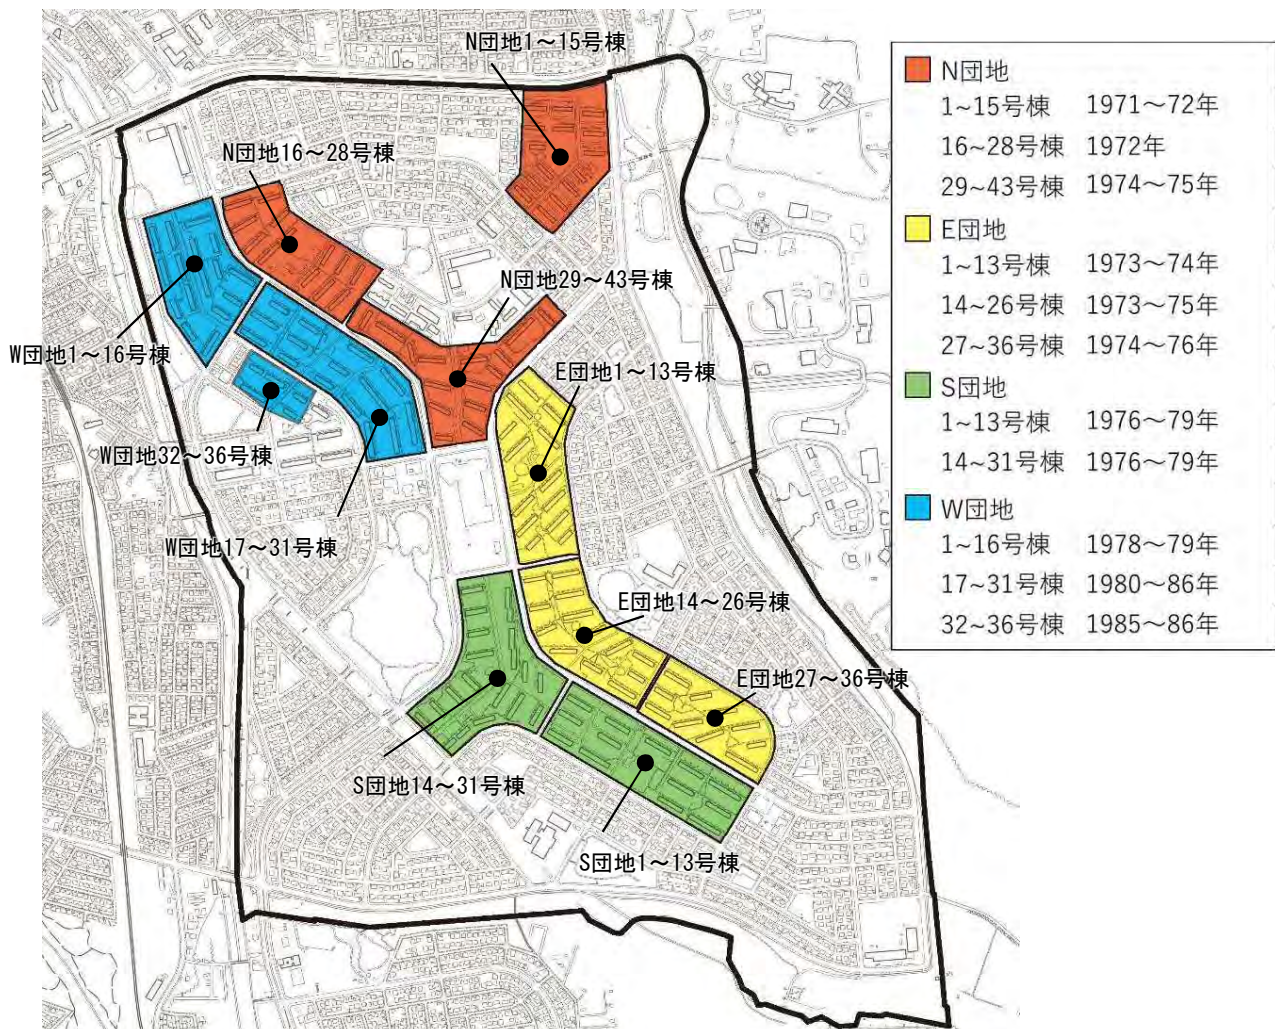 N団地1～15号棟
N団地16～28号棟
N団地29～43号棟
W団地1～16号棟
E団地1～13号棟
W団地32～36号棟
W団地17～31号棟
E団地14～26号棟
E団地27～36号棟
S団地14～31号棟
S団地1～13号棟
N団地
1~15号棟 1971～72年
16~28号棟 1972年
29~43号棟 1974～75年
E団地
1~13号棟 1973～74年
14~26号棟 1973～75年
27~36号棟 1974～76年
S団地
1~13号棟 1976～79年
14~31号棟 1976～79年
W団地
1~16号棟 1978～79年
17~31号棟 1980～86年
32~36号棟 1985～86年